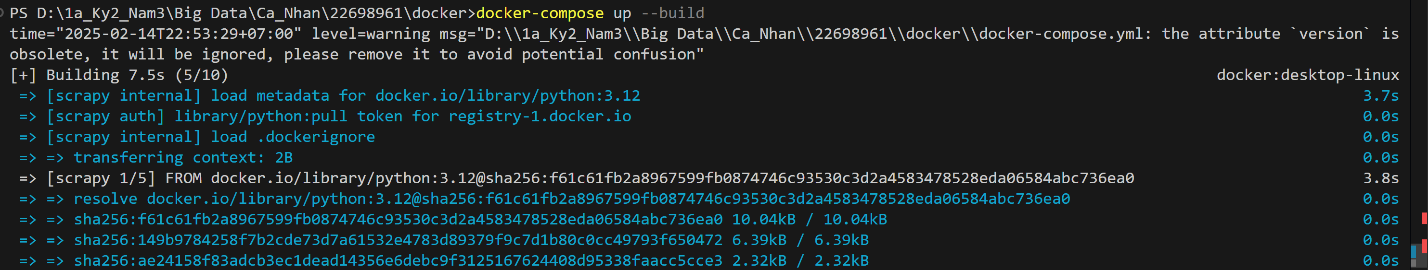 PS D:\1a_Ky2_Nam3\Big Data\Ca_Nhan\22698961\docker>docker-compose up --build
time="2025-02-14T22:53:29+07:00" level=warning msg="D:\\1a_Ky2_Nam3\\Big Data\\Ca_Nhan\\22698961\\docker\\docker-compose.yml: the attribute `version` is
obsolete, it will be ignored, please remove it to avoid potential confusion"
[+] Building 7.5s (5/10) docker:desktop-linux
=> [scrapy internal] load metadata for docker.io/library/python:3.12 3.7s
=> [scrapy auth] library/python:pull token for registry-1.docker.io 0.0s
=> [scrapy internal] load .dockerignore 0.0s
=> => transferring context: 2B 0.0s
=> [scrapy 1/5] FROM docker.io/library/python:3.12@sha256:f61c61fb2a8967599fb0874746c93530c3d2a4583478528eda06584abc736ea0 3.8s
=> => resolve docker.io/library/python:3.12@sha256:f61c61fb2a8967599fb0874746c93530c3d2a4583478528eda06584abc736ea0 0.0s
=> => sha256:f61c61fb2a8967599fb0874746c93530c3d2a4583478528eda06584abc736ea0 10.04kB / 10.04kB 0.0s
=> => sha256:149b9784258f7b2cde73d7a61532e4783d89379f9c7d1b80c0cc49793f650472 6.39kB / 6.39kB 0.0s
=> => sha256:ae24158f83adcb3ec1dead14356e6debc9f3125167624408d95338faacc5cce3 2.32kB / 2.32kB 0.0s